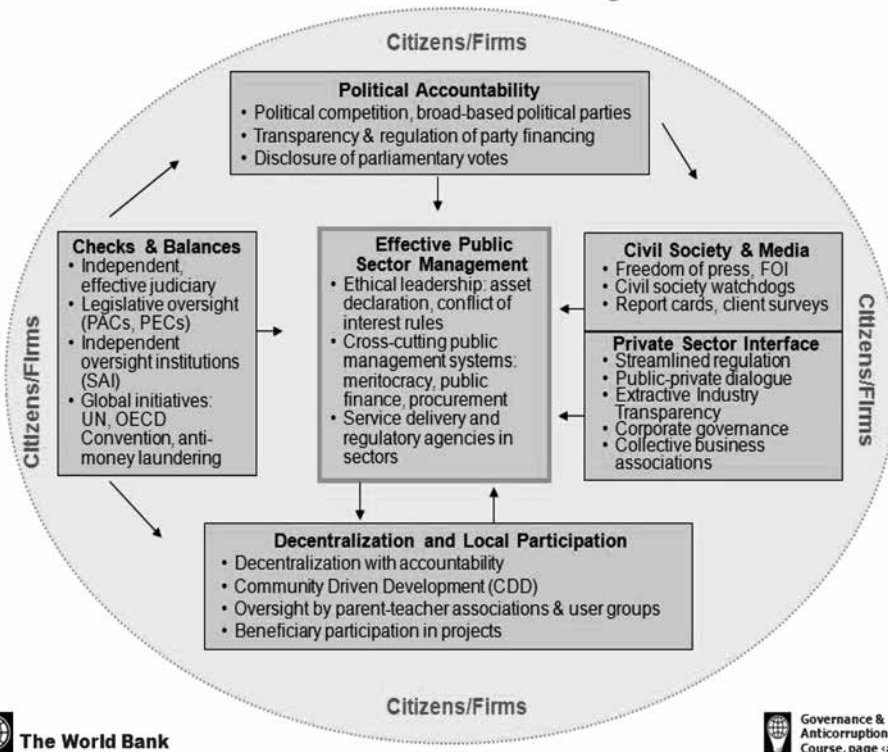 Citizens/Firms
Political Accountability
• Political competition, broad-based political parties
• Transparency & regulation of party financing
• Disclosure of parliamentary votes
Checks & Balances
• Independent,
effective judiciary
• Legislative oversight
(PACs, PECs)
• Independent
oversight institutions
(SAI)
• Global initiatives:
UN, OECD
Convention, anti-
money laundering
Effective Public
Sector Management
• Ethical leadership: asset
declaration, conflict of
interest rules
• Cross-cutting public
management systems:
meritocracy, public
finance, procurement
• Service delivery and
regulatory agencies in
sectors
Civil Society & Media
• Freedom of press, FOI
• Civil society watchdogs
• Report cards, client surveys
Private Sector Interface
• Streamlined regulation
• Public-private dialogue
• Extractive Industry
Transparency
• Corporate governance
• Collective business
associations
Citizens/Firms
Citizens/Firms
Decentralization and Local Participation
• Decentralization with accountability
• Community Driven Development (CDD)
• Oversight by parent-teacher associations & user groups
• Beneficiary participation in projects
Citizens/Firms
The World Bank
Governance &
Anticorruption
Course, page